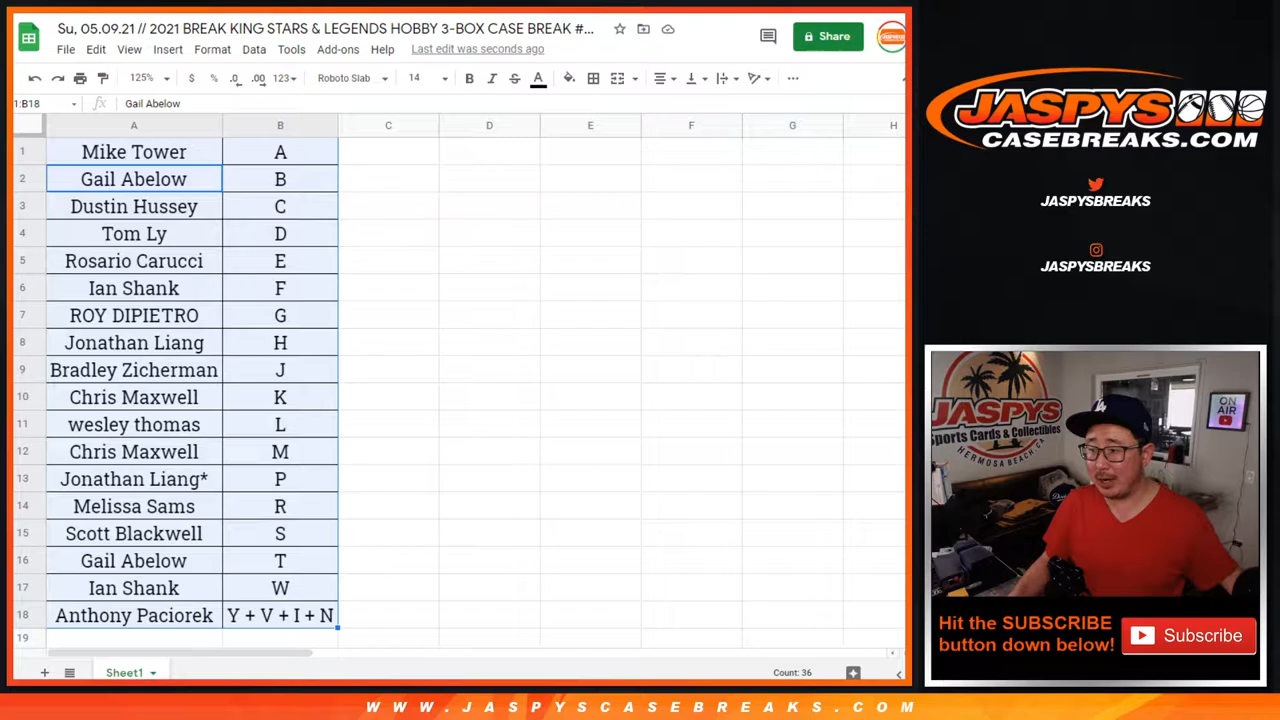 Su, 05.09.21 // 2021 BREAK KING STARS & LEGENDS HOBBY 3-BOX CASE BREAK #...
File Edit View Insert Format Data Tools Add-ons Help Last edit was seconds ago
Share
125% $ % .0 .00 123 Roboto Slab 14 B I S A
1:B18 fx Gail Abelow
A B C D E F G H
1 Mike Tower A
2 Gail Abelow B
3 Dustin Hussey C
4 Tom Ly D
5 Rosario Carucci E
6 Ian Shank F
7 ROY DIPIETRO G
8 Jonathan Liang H
9 Bradley Zicherman J
10 Chris Maxwell K
11 wesley thomas L
12 Chris Maxwell M
13 Jonathan Liang* P
14 Melissa Sams R
15 Scott Blackwell S
16 Gail Abelow T
17 Ian Shank W
18 Anthony Paciorek Y + V + I + N
19
Sheet1 Count: 36
JASPYS
CASEBREAKS.COM
JASPYSBREAKS
JASPYSBREAKS
JASPYS
Sports Cards & Collectibles
HERMOSA BEACH, CA
ON
AIR
LA
Hit the SUBSCRIBE
button down below!
Subscribe
WWW.JASPYSCASEBREAKS.COM